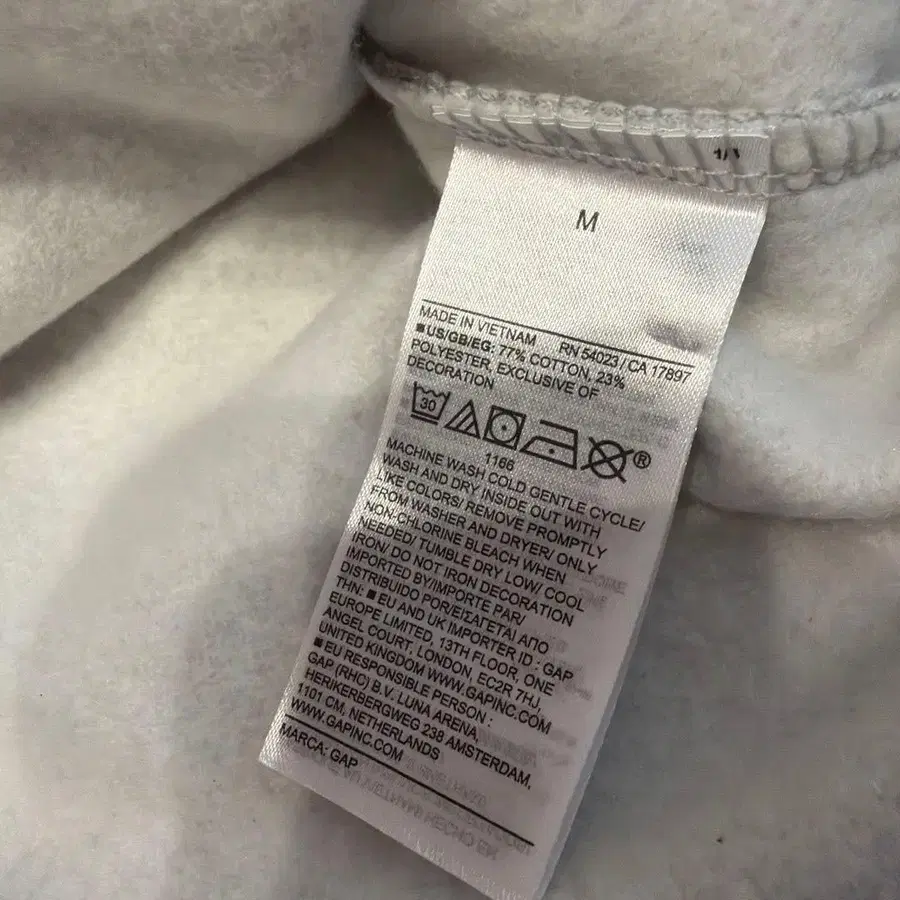 M
MADE IN VIETNAM RN 54023 / CA 17897
■ US/GB/EG: 77% COTTON, 23%
POLYESTER, EXCLUSIVE OF
DECORATION
30 ®
1166
MACHINE WASH COLD GENTLE CYCLE/
WASH AND DRY INSIDE OUT WITH
LIKE COLORS/ REMOVE PROMPTLY
FROM WASHER AND DRYER/ ONLY
NON-CHLORINE BLEACH WHEN
NEEDED/ TUMBLE DRY LOW/ COOL
IRON/ DO NOT IRON DECORATION
IMPORTED BY/IMPORTE PAR/
DISTRIBUIDO POR/ΕΙΣΑΓΕΤΑΙ ΑΠΟ
ΤΗΝ: ■ EU AND UK IMPORTER ID : GAP
EUROPE LIMITED, 13TH FLOOR, ONE
ANGEL COURT, LONDON, EC2R 7HJ,
UNITED KINGDOM WWW.GAPINC.COM
■ EU RESPONSIBLE PERSON :
GAP (RHC) B.V. LUNA ARENA,
HERIKERBERGWEG 238 AMSTERDAM,
1101 CM, NETHERLANDS
WWW.GAPINC.COM
MARCA: GAP